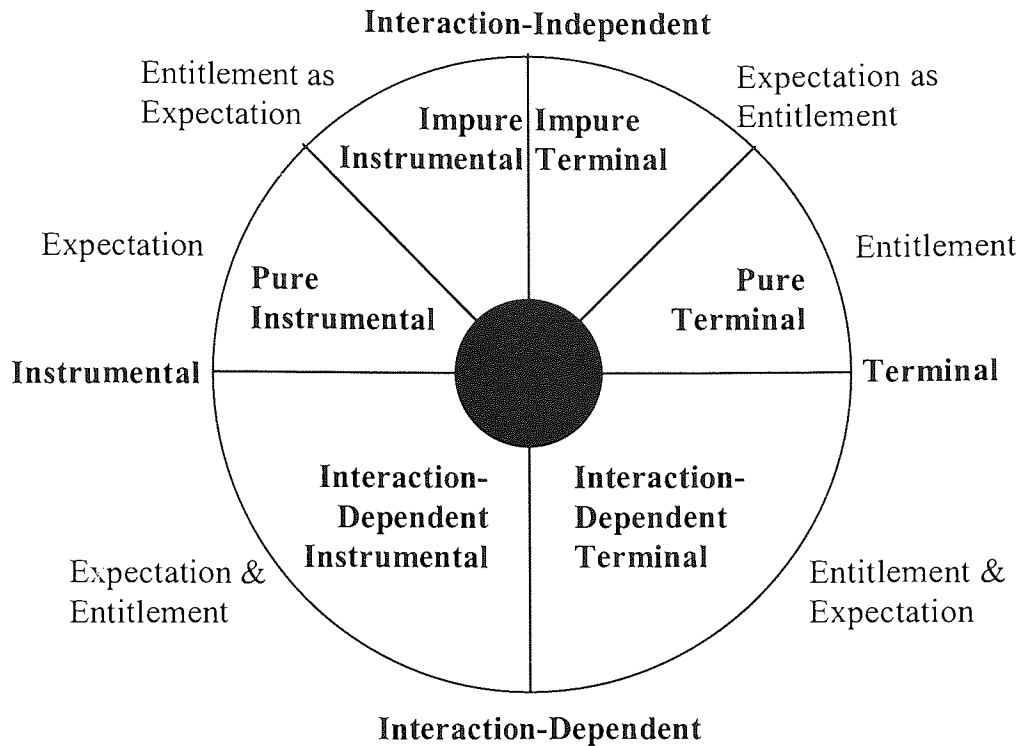 Interaction-Independent
Entitlement as
Expectation
Expectation as
Entitlement
Impure
Instrumental
Impure
Terminal
Expectation
Entitlement
Pure
Instrumental
Pure
Terminal
Instrumental
Terminal
Interaction-
Dependent
Instrumental
Interaction-
Dependent
Terminal
Expectation &
Entitlement
Entitlement &
Expectation
Interaction-Dependent